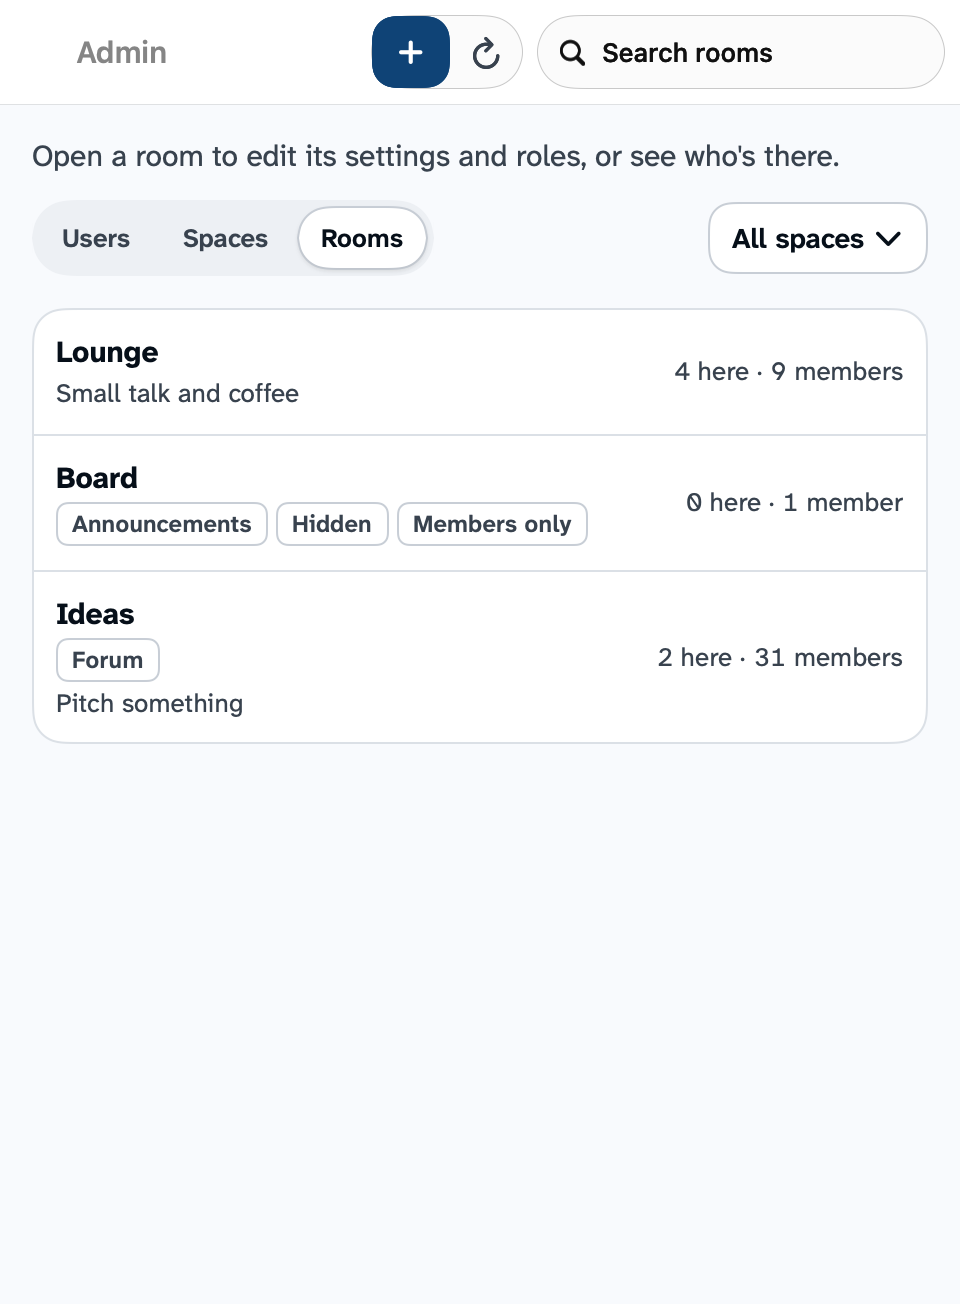 Admin
Search rooms
Open a room to edit its settings and roles, or see who's there.
Users Spaces Rooms
All spaces
Lounge
Small talk and coffee
4 here · 9 members
Board
Announcements Hidden Members only
0 here · 1 member
Ideas
Forum
Pitch something
2 here · 31 members